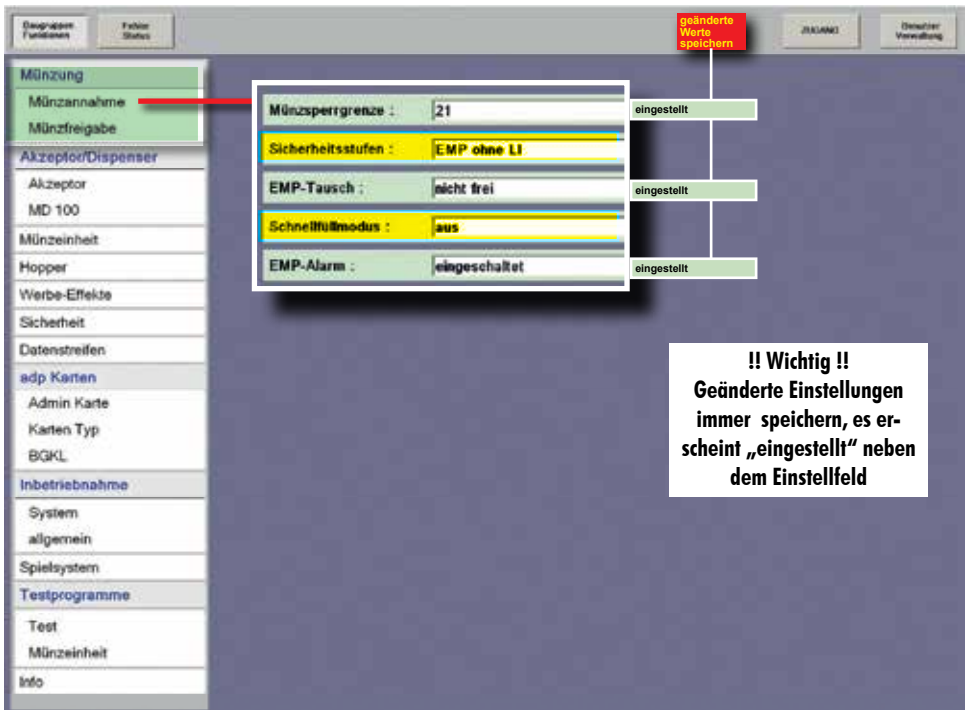 Baugruppen
Funktionen
Fehler
Status
geänderte
Werte
speichern
ZUGANG
Benutzer
Verwaltung
Münzung
Münzannahme
Münzfreigabe
Akzeptor/Dispenser
Akzeptor
MD 100
Münzeinheit
Hopper
Werbe-Effekte
Sicherheit
Datenstreifen
adp Karten
Admin Karte
Karten Typ
BGKL
Inbetriebnahme
System
allgemein
Spielsystem
Testprogramme
Test
Münzeinheit
Info
Münzsperrgrenze : 21 eingestellt
Sicherheitsstufen : EMP ohne LI
EMP-Tausch : nicht frei eingestellt
Schnellfüllmodus : aus
EMP-Alarm : eingeschaltet eingestellt
!! Wichtig !!
Geänderte Einstellungen
immer speichern, es er-
scheint „eingestellt“ neben
dem Einstellfeld